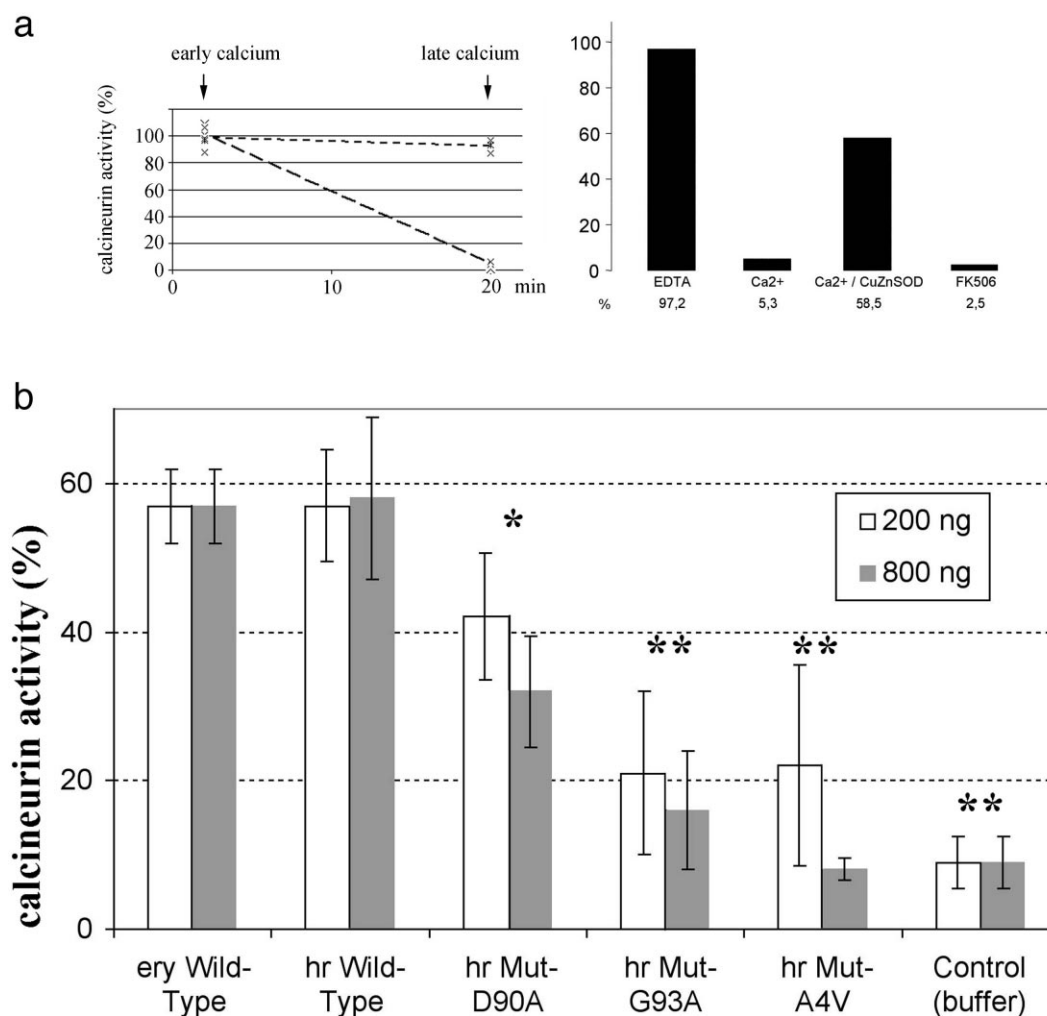 a
early calcium
late calcium
calcineurin activity (%)
100
80
60
40
20
0
0
10
20
min
100
80
60
40
20
0
EDTA
Ca2+
Ca2+ / CuZnSOD
FK506
%
97,2
5,3
58,5
2,5
b
calcineurin activity (%)
60
40
20
0
*
**
**
**
200 ng
800 ng
ery Wild-
Type
hr Wild-
Type
hr Mut-
D90A
hr Mut-
G93A
hr Mut-
A4V
Control
(buffer)